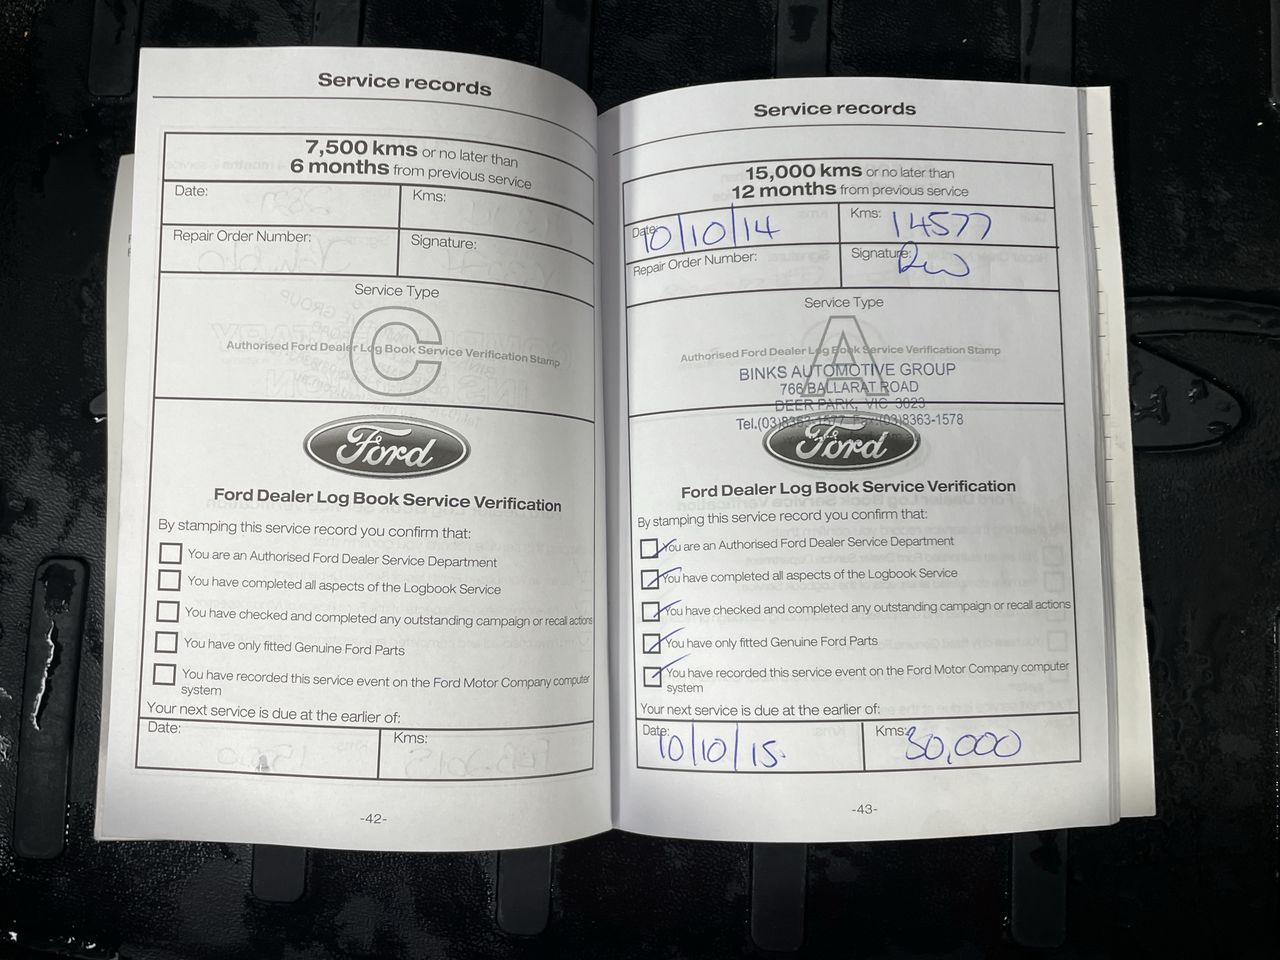 Service records
7,500 kms or no later than
6 months from previous service
Date:
Kms:
Repair Order Number:
Signature:
Service Type
C
Authorised Ford Dealer Log Book Service Verification Stamp
Ford
Ford Dealer Log Book Service Verification
By stamping this service record you confirm that:
You are an Authorised Ford Dealer Service Department
You have completed all aspects of the Logbook Service
You have checked and completed any outstanding campaign or recall actions
You have only fitted Genuine Ford Parts
You have recorded this service event on the Ford Motor Company computer
system
Your next service is due at the earlier of:
Date:
Kms:
-42-
Service records
15,000 kms or no later than
12 months from previous service
Date: 10/10/14
Kms: 14577
Repair Order Number:
Signature:
Service Type
A
Authorised Ford Dealer Log Book Service Verification Stamp
BINKS AUTOMOTIVE GROUP
766 BALLARAT ROAD
DEER PARK, VIC 3023
Tel.(03)8363-1577 Fax:(03)8363-1578
Ford
Ford Dealer Log Book Service Verification
By stamping this service record you confirm that:
You are an Authorised Ford Dealer Service Department
You have completed all aspects of the Logbook Service
You have checked and completed any outstanding campaign or recall actions
You have only fitted Genuine Ford Parts
You have recorded this service event on the Ford Motor Company computer
system
Your next service is due at the earlier of:
Date: 10/10/15.
Kms: 30,000
-43-